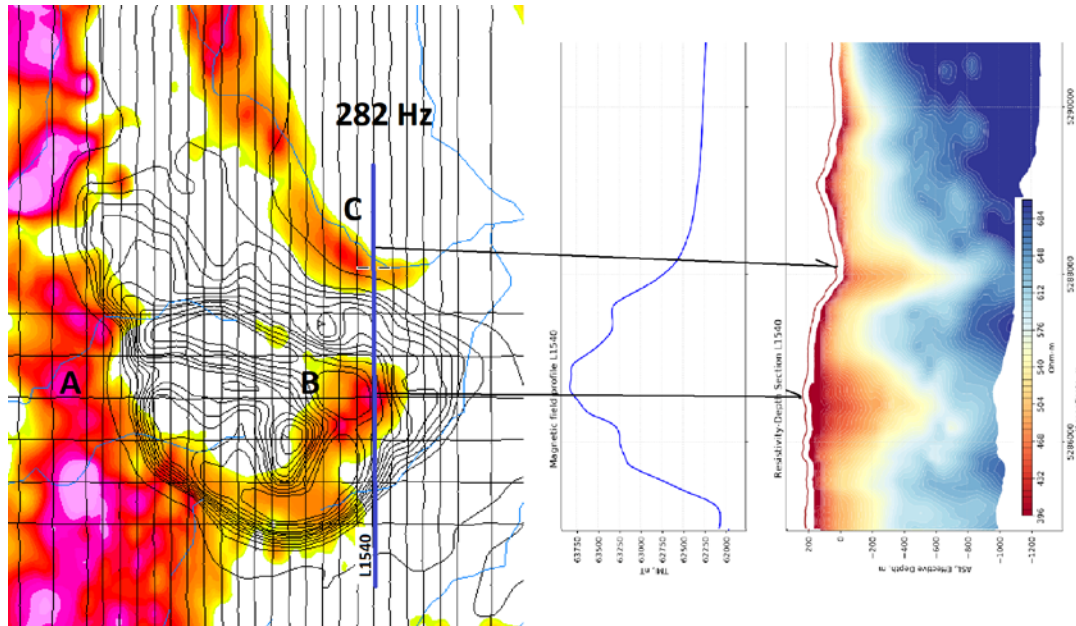 282 Hz
C
A
B
L1540
Magnetic field profile L1540
63750
63500
63250
63000
62750
62500
62250
62000
TMI, nT
Resistivity-Depth Section L1540
200
0
−200
−400
−600
−800
−1000
−1200
ASL, Effective Depth, m
5290000
5288000
5286000
684
648
612
576
540
504
468
432
396
Ohm-m